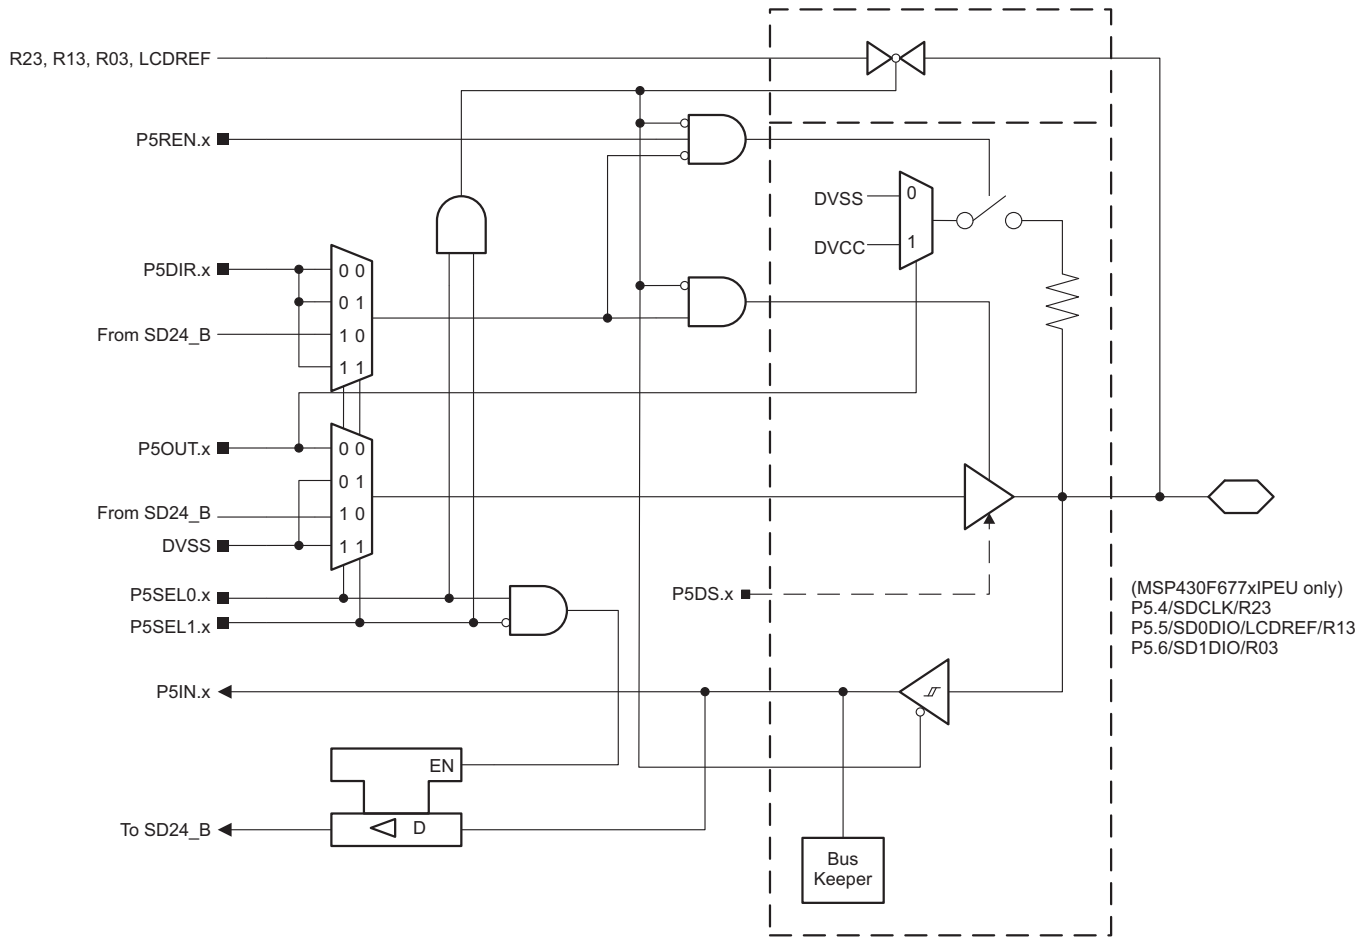 R23, R13, R03, LCDREF
P5REN.x
DVSS
0
DVCC
1
P5DIR.x
0 0
0 1
From SD24_B
1 0
1 1
P5OUT.x
0 0
0 1
From SD24_B
1 0
DVSS
1 1
P5SEL0.x
P5SEL1.x
P5DS.x
(MSP430F677xIPEU only)
P5.4/SDCLK/R23
P5.5/SD0DIO/LCDREF/R13
P5.6/SD1DIO/R03
P5IN.x
EN
To SD24_B
D
Bus
Keeper